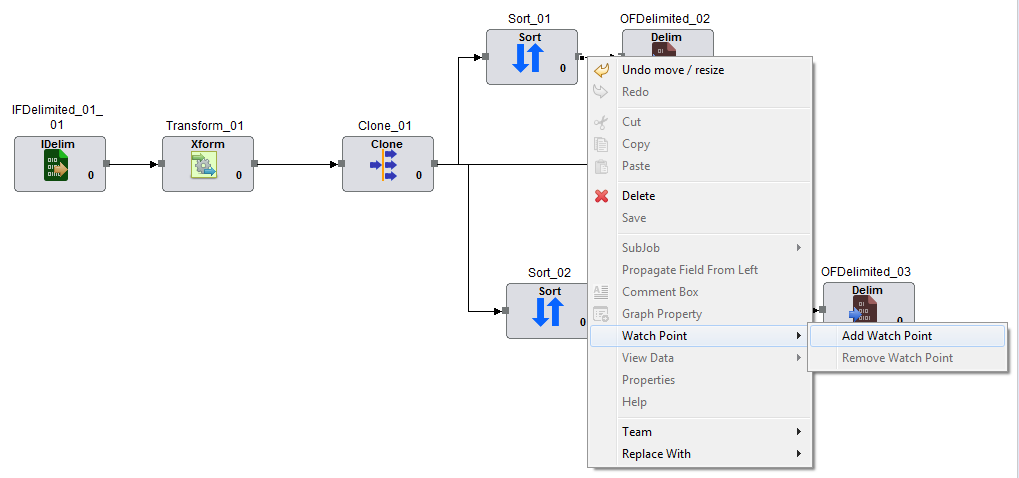 Sort_01
OFDelimited_02
Sort
Delim
0
IFDelimited_01_
01
Transform_01
Clone_01
IDelim
Xform
Clone
0
0
0
Undo move / resize
Redo
Cut
Copy
Paste
Delete
Save
SubJob
Propagate Field From Left
Comment Box
Graph Property
Watch Point
View Data
Properties
Help
Team
Replace With
Sort_02
Sort
0
OFDelimited_03
Delim
0
Add Watch Point
Remove Watch Point